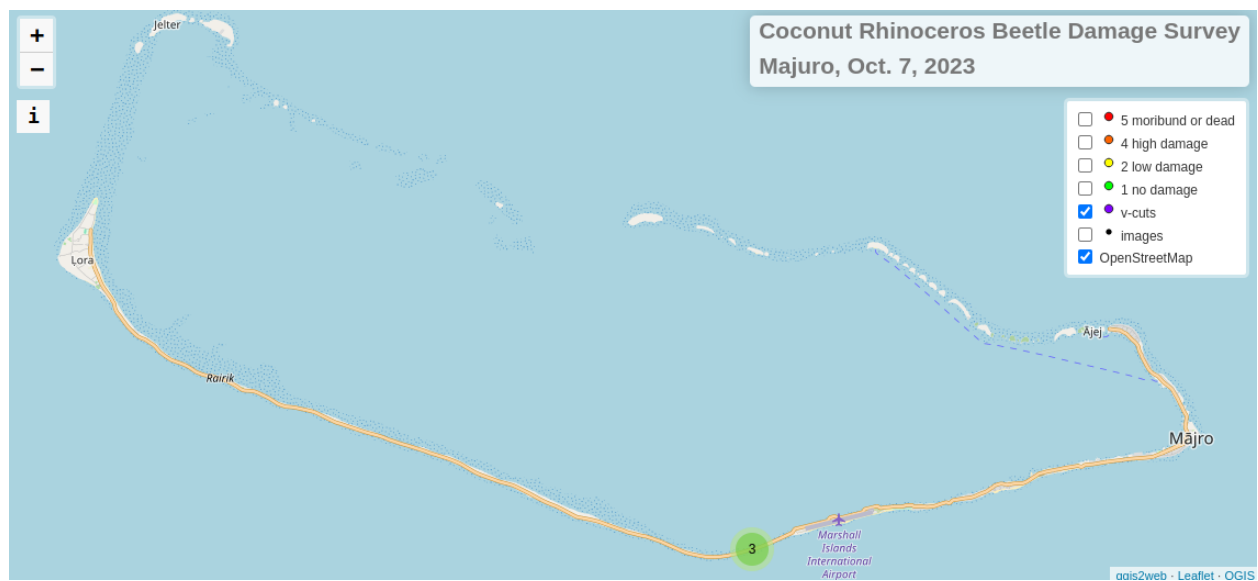 Jelter
+
−
i
Coconut Rhinoceros Beetle Damage Survey
Majuro, Oct. 7, 2023
5 moribund or dead
4 high damage
2 low damage
1 no damage
v-cuts
images
OpenStreetMap
Ļora
Rairik
Ājej
Mājro
3
Marshall
Islands
International
Airport
qgis2web · Leaflet · QGIS